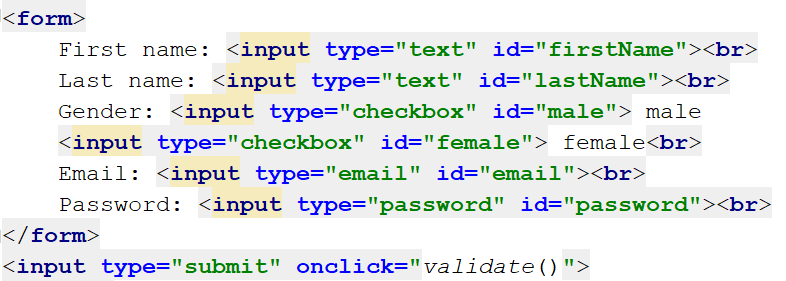 <form>
First name: <input type="text" id="firstName"><br>
Last name: <input type="text" id="lastName"><br>
Gender: <input type="checkbox" id="male"> male
<input type="checkbox" id="female"> female<br>
Email: <input type="email" id="email"><br>
Password: <input type="password" id="password"><br>
</form>
<input type="submit" onclick="validate()">